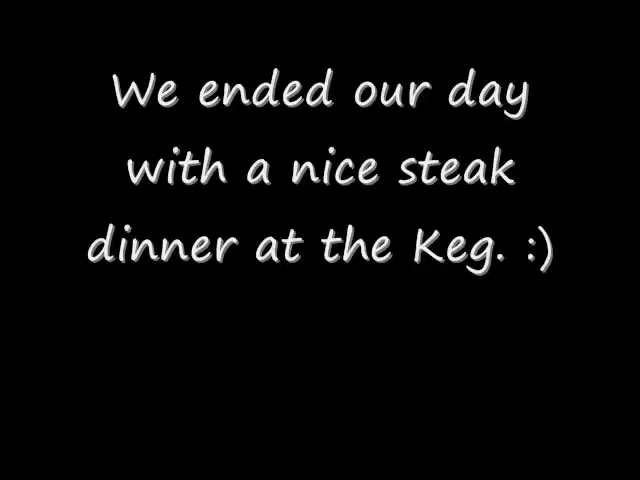 We ended our day
with a nice steak
dinner at the Keg. :)